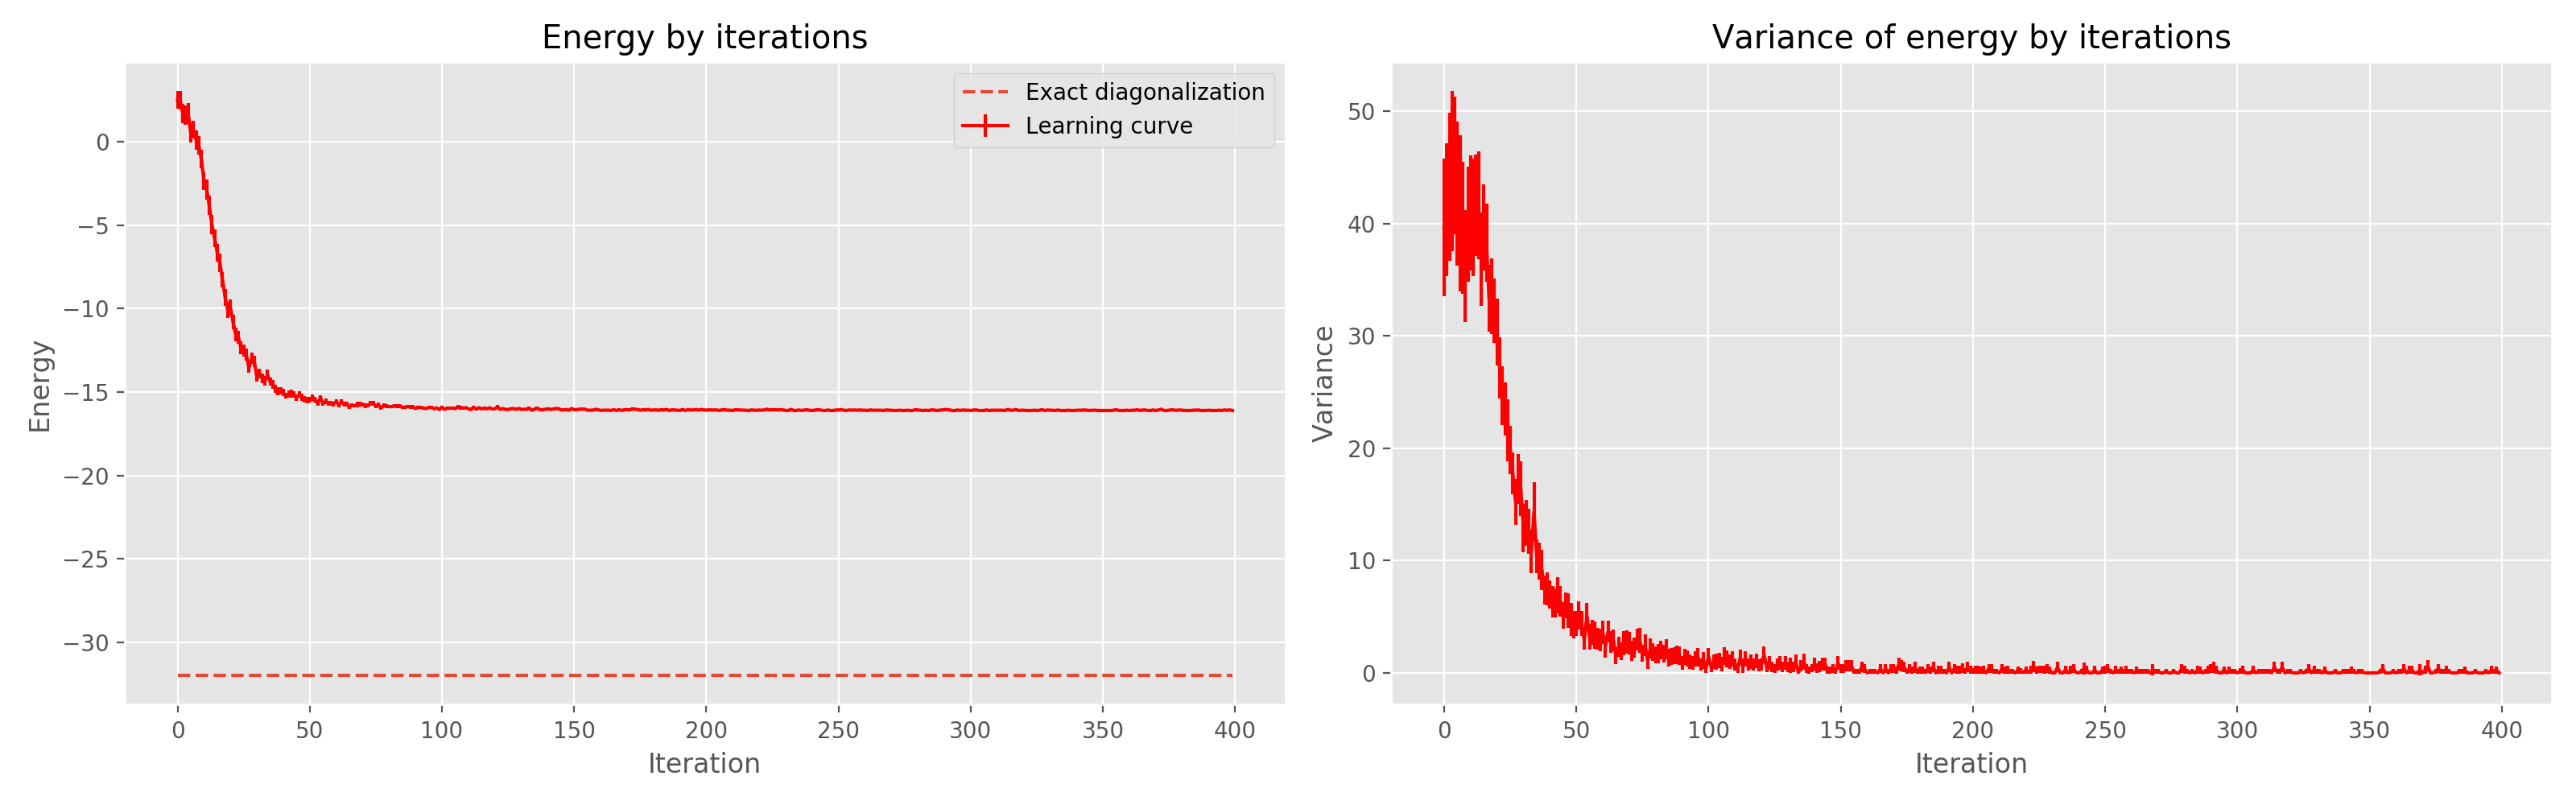 Energy by iterations
Exact diagonalization
Learning curve
0
−5
−10
−15
−20
−25
−30
Energy
0 50 100 150 200 250 300 350 400
Iteration
Variance of energy by iterations
50
40
30
20
10
0
Variance
0 50 100 150 200 250 300 350 400
Iteration